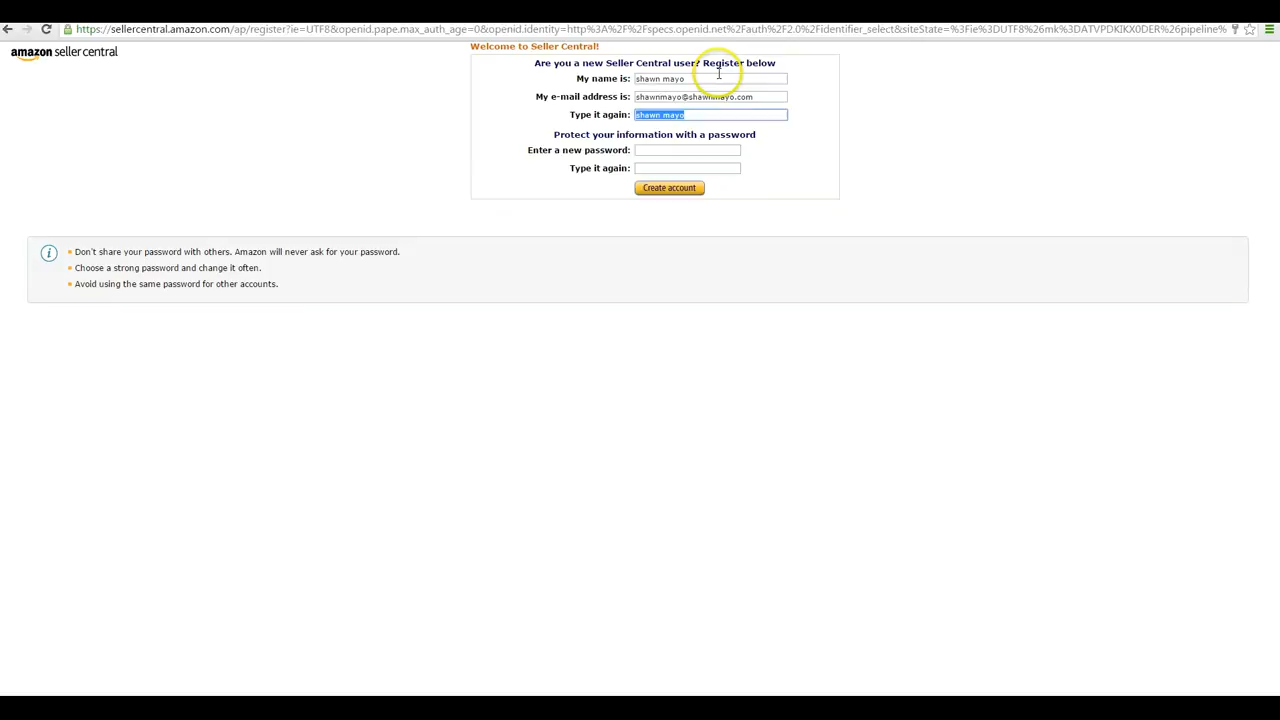 https://sellercentral.amazon.com/ap/register?ie=UTF8&openid.pape.max_auth_age=0&openid.identity=http%3A%2F%2Fspecs.openid.net%2Fauth%2F2.0%2Fidentifier_select&siteState=%3Fie%3DUTF8%26mk%3DATVPDKIKX0DER%26pipeline%
amazon seller central
Welcome to Seller Central!
Are you a new Seller Central user? Register below
My name is: shawn mayo
My e-mail address is: shawnmayo@shawnmayo.com
Type it again: shawn mayo
Protect your information with a password
Enter a new password:
Type it again:
Create account
i
Don't share your password with others. Amazon will never ask for your password.
Choose a strong password and change it often.
Avoid using the same password for other accounts.